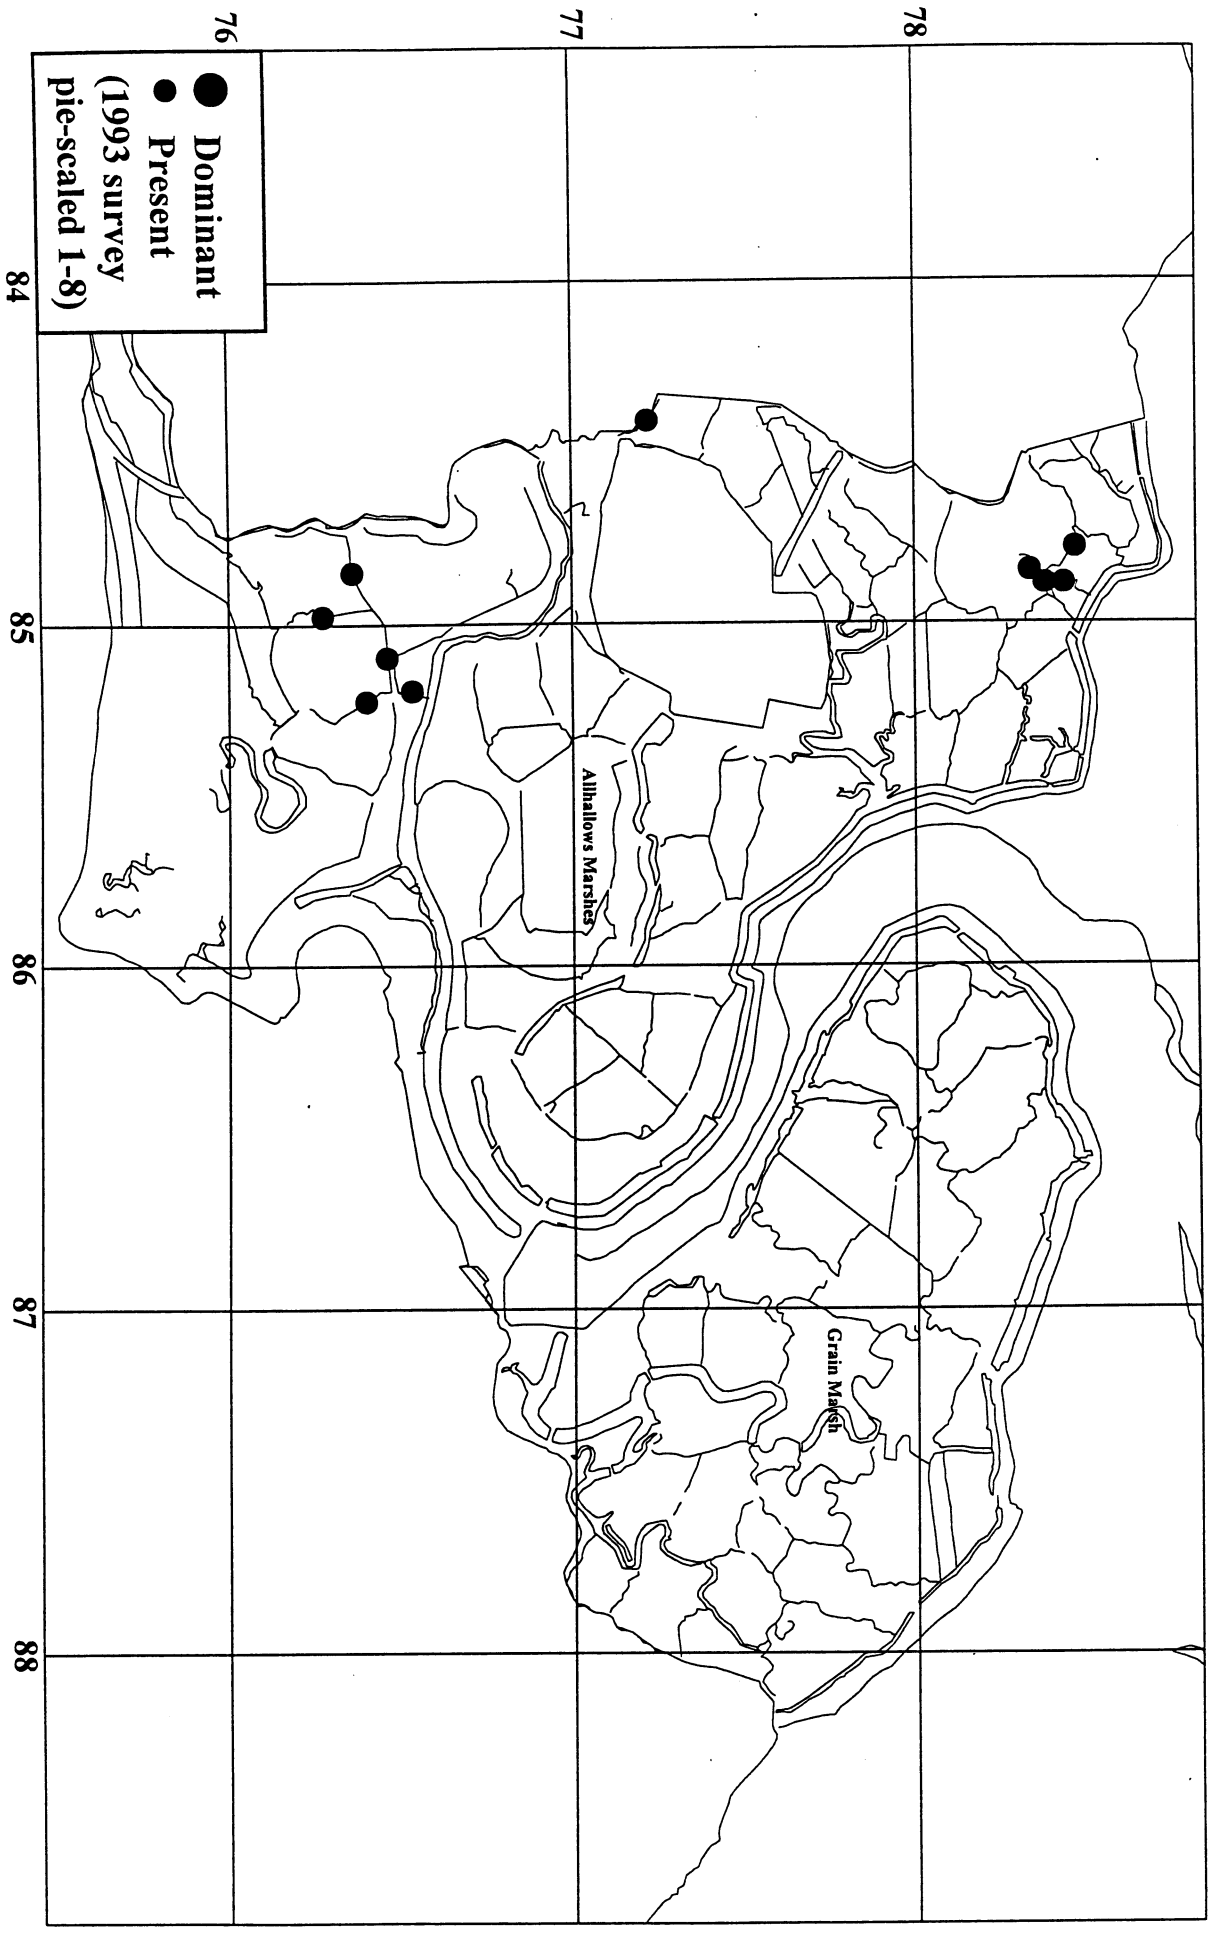 76
77
78
Dominant
Present
(1993 survey
pie-scaled 1-8)
84
85
86
87
88
Allhallows Marshes
Grain Marsh